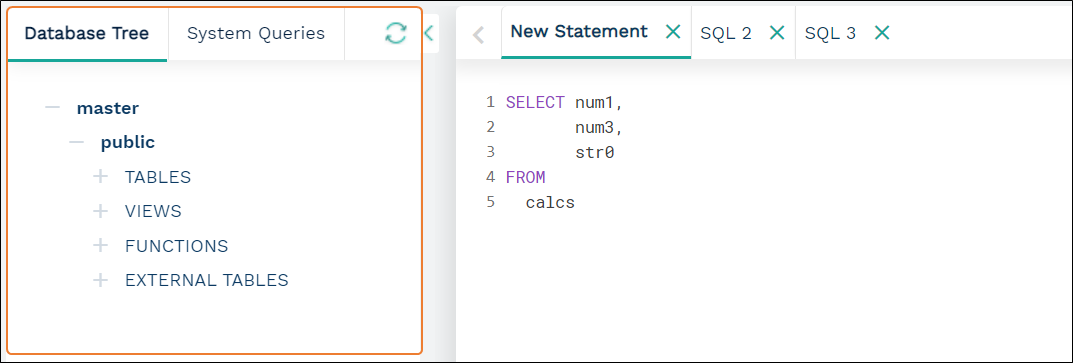 Database Tree System Queries
master
public
TABLES
VIEWS
FUNCTIONS
EXTERNAL TABLES
New Statement SQL 2 SQL 3
1 SELECT num1,
2 num3,
3 str0
4 FROM
5 calcs